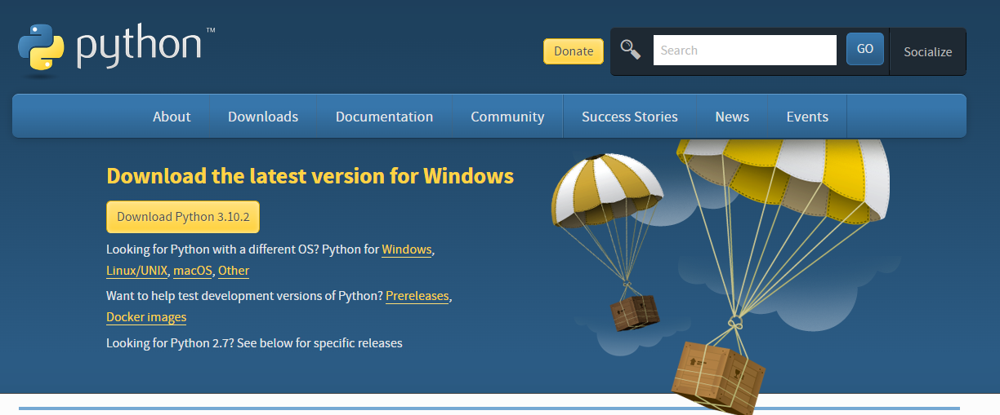 python™
Donate
Search
GO
Socialize
About
Downloads
Documentation
Community
Success Stories
News
Events
Download the latest version for Windows
Download Python 3.10.2
Looking for Python with a different OS? Python for Windows,
Linux/UNIX, macOS, Other
Want to help test development versions of Python? Prereleases,
Docker images
Looking for Python 2.7? See below for specific releases